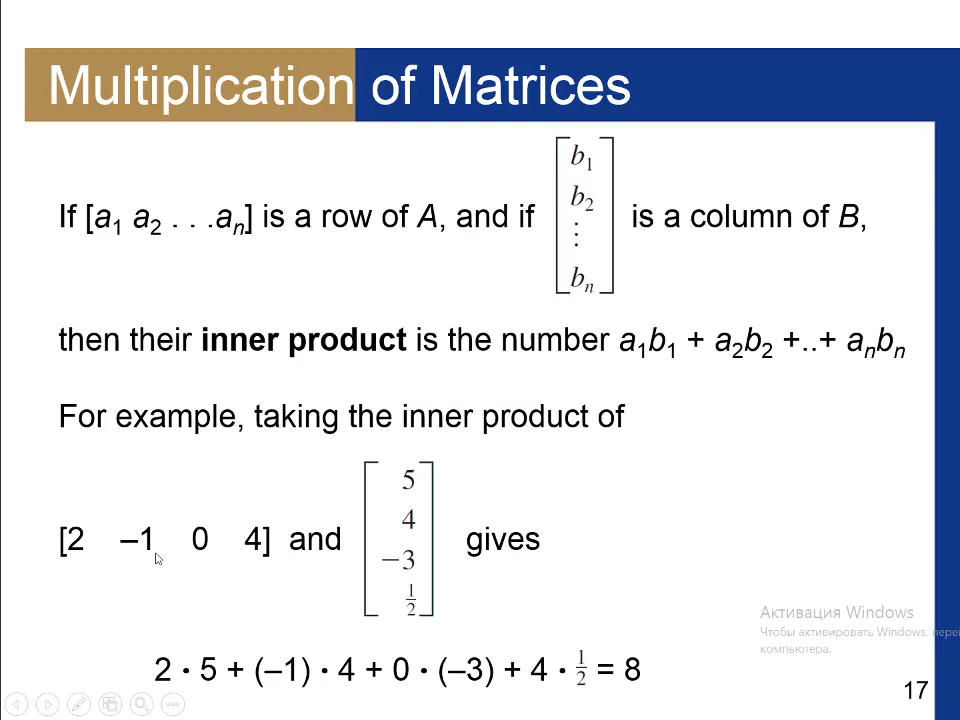 Multiplication of Matrices
If [a₁ a₂ . . .aₙ] is a row of A, and if [b₁ b₂ ⋮ bₙ] is a column of B,
then their inner product is the number a₁b₁ + a₂b₂ +..+ aₙbₙ
For example, taking the inner product of
[2 –1 0 4] and [5 4 −3 1/2] gives
2 · 5 + (–1) · 4 + 0 · (–3) + 4 · 1/2 = 8
Активация Windows
Чтобы активировать Windows, пере
компьютера.
17